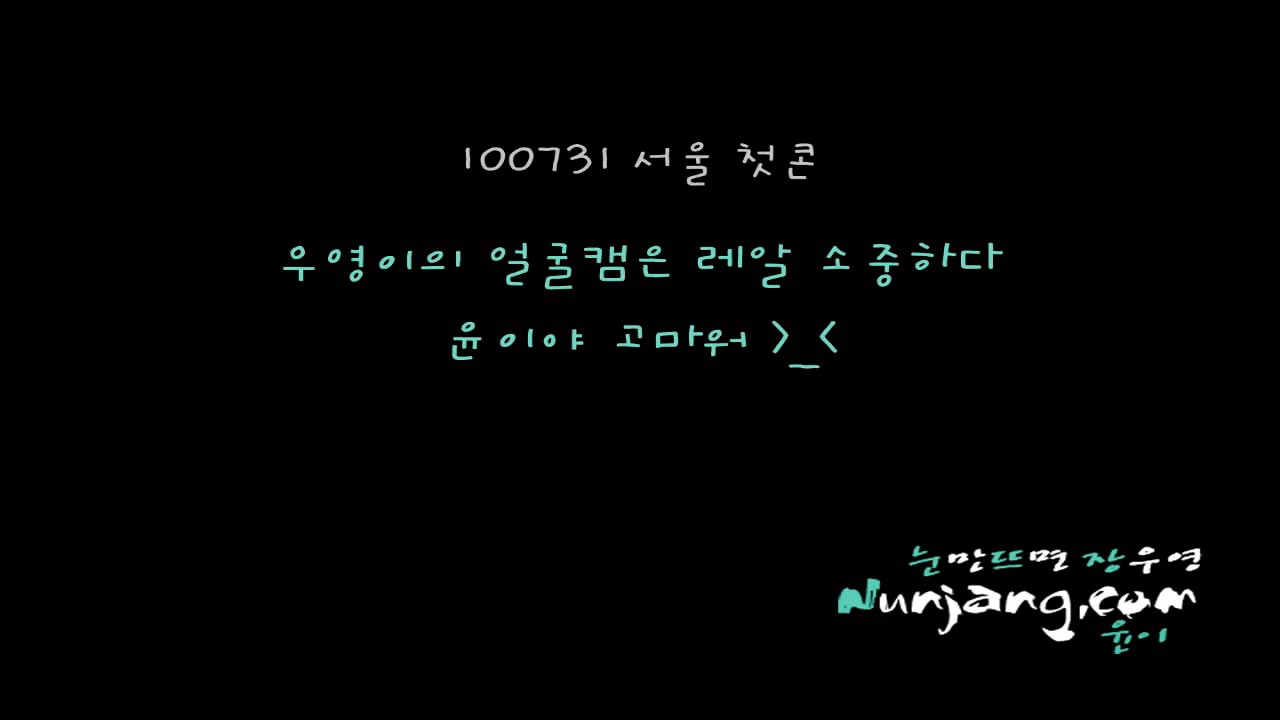 100731 서울 첫콘
우영이의 얼굴캠은 레알 소중하다
윤이야 고마워 >_<
눈만뜨면 장우영
Nunjang.com
윤이